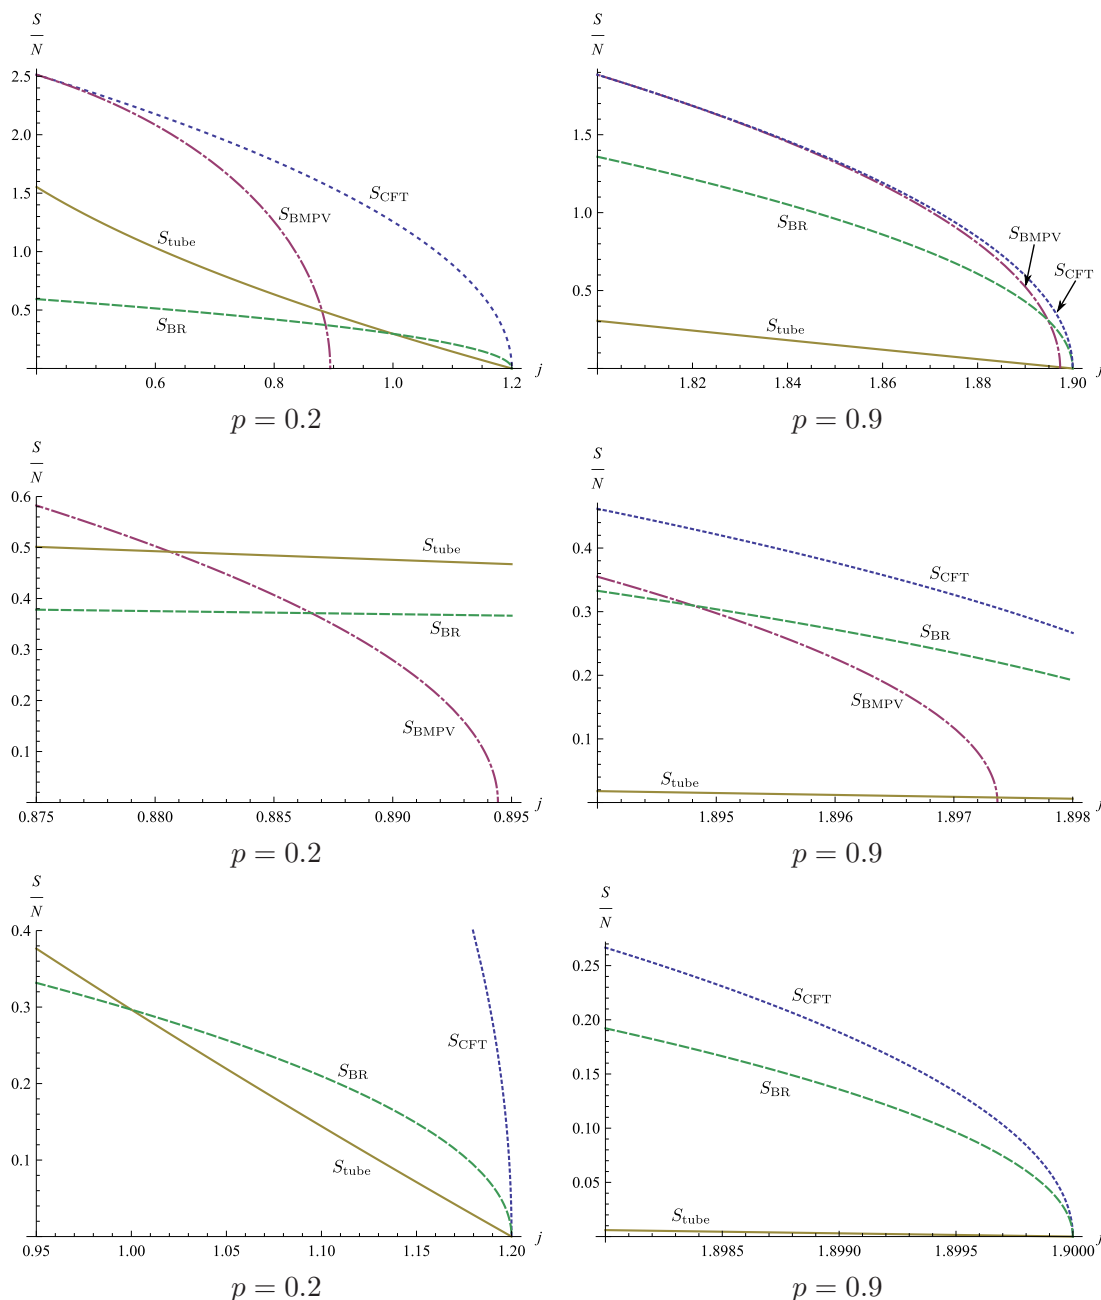 S
N
2.5
2.0
1.5
1.0
0.5
S_CFT
S_BMPV
S_tube
S_BR
0.6 0.8 1.0 1.2 j
p = 0.2
S
N
1.5
1.0
0.5
S_BR
S_BMPV
S_CFT
S_tube
1.82 1.84 1.86 1.88 1.90 j
p = 0.9
S
N
0.6
0.5
0.4
0.3
0.2
0.1
S_tube
S_BR
S_BMPV
0.875 0.880 0.885 0.890 0.895 j
p = 0.2
S
N
0.4
0.3
0.2
0.1
S_CFT
S_BR
S_BMPV
S_tube
1.895 1.896 1.897 1.898 j
p = 0.9
S
N
0.4
0.3
0.2
0.1
S_CFT
S_BR
S_tube
0.95 1.00 1.05 1.10 1.15 1.20 j
p = 0.2
S
N
0.25
0.20
0.15
0.10
0.05
S_CFT
S_BR
S_tube
1.8985 1.8990 1.8995 1.9000 j
p = 0.9